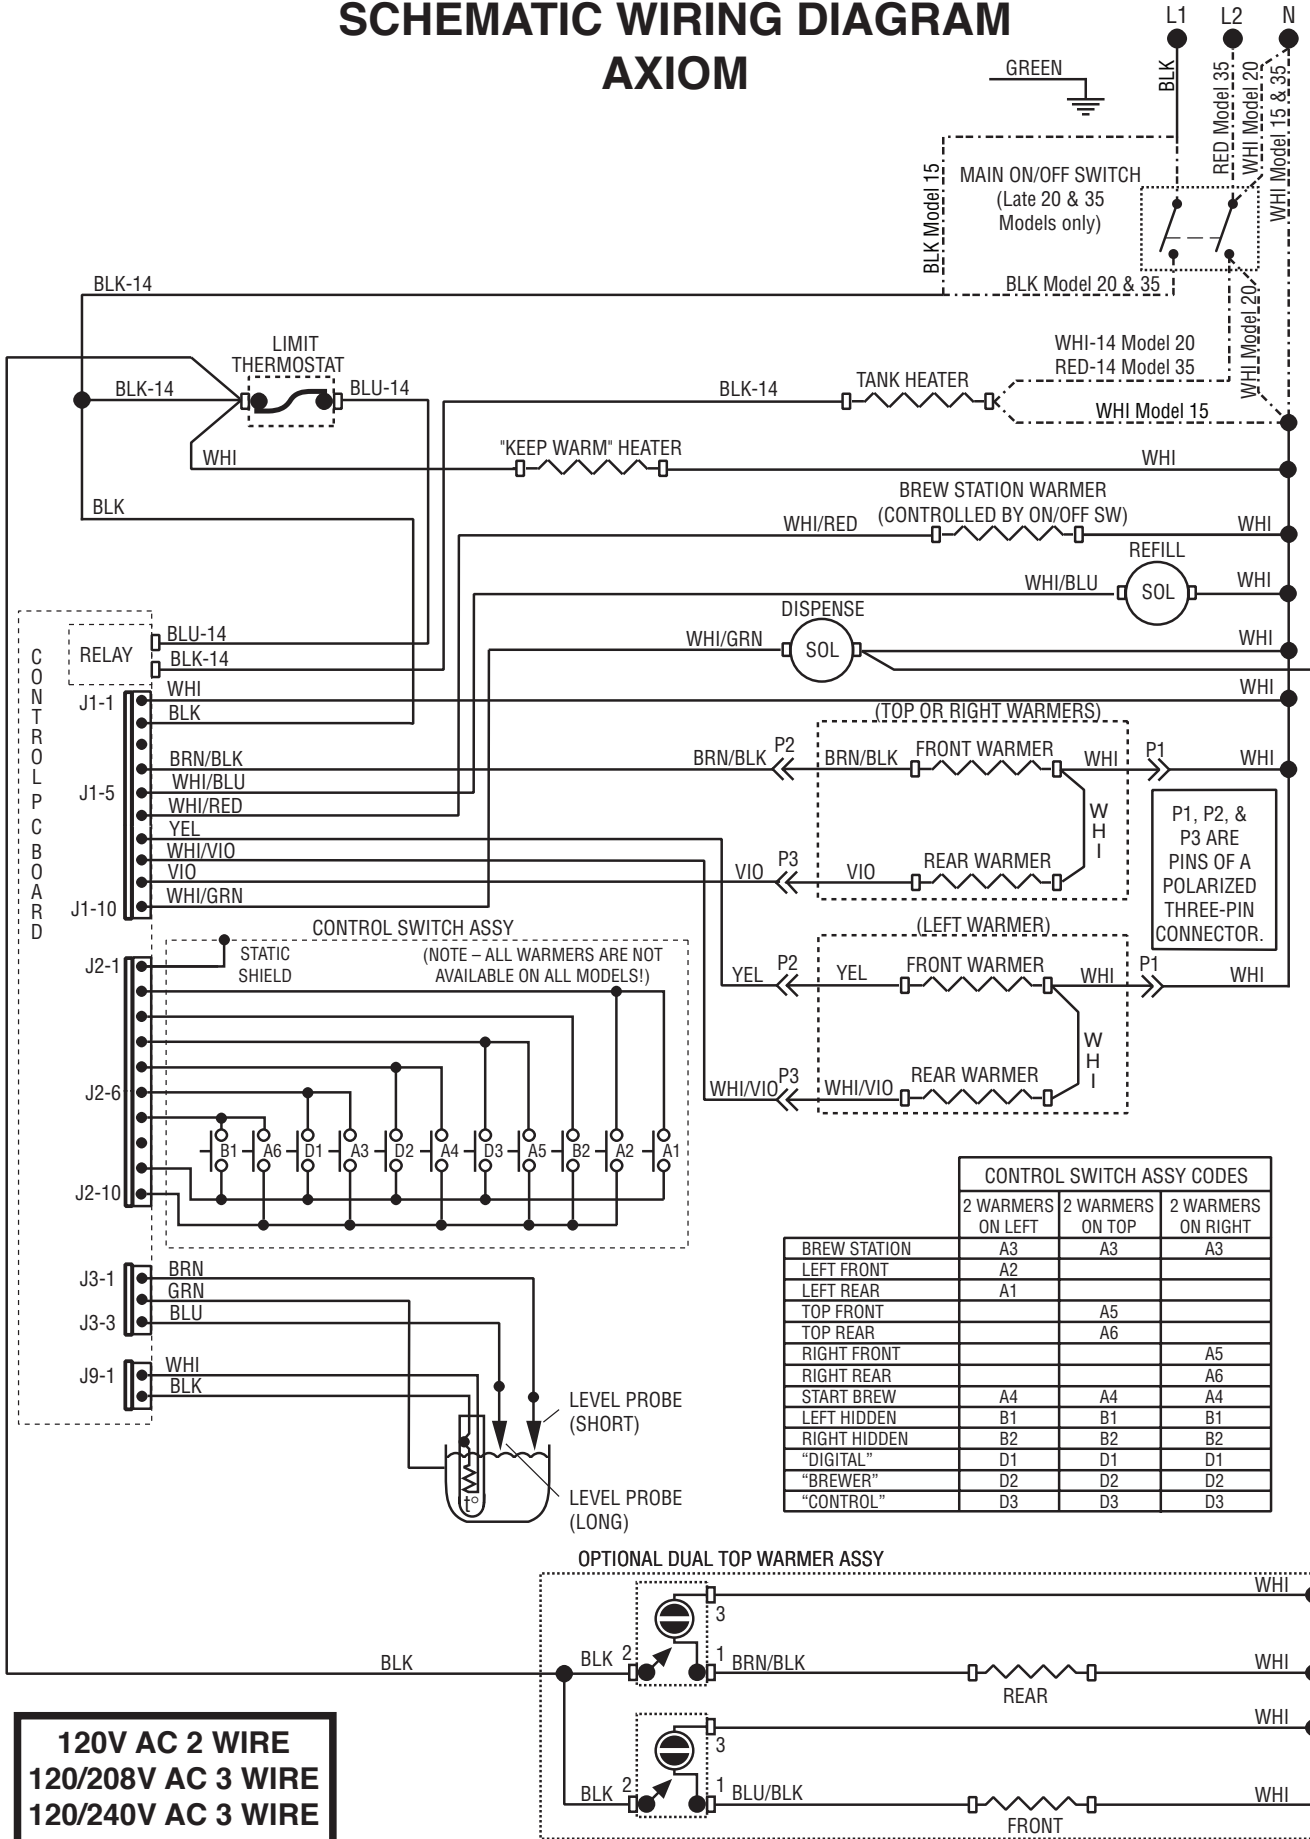 SCHEMATIC WIRING DIAGRAM
AXIOM
L1
L2
N
GREEN
BLK
RED Model 35
WHI Model 20
WHI Model 15 & 35
BLK Model 15
MAIN ON/OFF SWITCH
(Late 20 & 35
Models only)
BLK-14
BLK Model 20 & 35
WHI Model 20
LIMIT
THERMOSTAT
WHI-14 Model 20
RED-14 Model 35
BLK-14
BLU-14
BLK-14
TANK HEATER
WHI Model 15
WHI
"KEEP WARM" HEATER
WHI
BLK
BREW STATION WARMER
(CONTROLLED BY ON/OFF SW)
WHI/RED
WHI
REFILL
WHI/BLU
SOL
WHI
DISPENSE
WHI/GRN
SOL
WHI
CONTROL PC BOARD
RELAY
BLU-14
BLK-14
J1-1
WHI
WHI
BLK
(TOP OR RIGHT WARMERS)
BRN/BLK
BRN/BLK
P2
BRN/BLK
FRONT WARMER
WHI
P1
WHI
J1-5
WHI/BLU
WHI/RED
YEL
WHI/VIO
VIO
VIO
P3
VIO
REAR WARMER
WHI
J1-10
WHI/GRN
P1, P2, &
P3 ARE
PINS OF A
POLARIZED
THREE-PIN
CONNECTOR.
CONTROL SWITCH ASSY
(LEFT WARMER)
J2-1
STATIC
SHIELD
(NOTE – ALL WARMERS ARE NOT
AVAILABLE ON ALL MODELS!)
YEL
P2
YEL
FRONT WARMER
WHI
P1
WHI
J2-6
WHI/VIO
P3
WHI/VIO
REAR WARMER
WHI
B1 A6 D1 A3 D2 A4 D3 A5 B2 A2 A1
J2-10
CONTROL SWITCH ASSY CODES
2 WARMERS ON LEFT 2 WARMERS ON TOP 2 WARMERS ON RIGHT
BREW STATION A3 A3 A3
LEFT FRONT A2
LEFT REAR A1
TOP FRONT A5
TOP REAR A6
RIGHT FRONT A5
RIGHT REAR A6
START BREW A4 A4 A4
LEFT HIDDEN B1 B1 B1
RIGHT HIDDEN B2 B2 B2
“DIGITAL” D1 D1 D1
“BREWER” D2 D2 D2
“CONTROL” D3 D3 D3
J3-1
BRN
GRN
J3-3
BLU
J9-1
WHI
BLK
t°
LEVEL PROBE
(SHORT)
LEVEL PROBE
(LONG)
OPTIONAL DUAL TOP WARMER ASSY
3
WHI
BLK
BLK
2
1
BRN/BLK
REAR
WHI
3
WHI
BLK
2
1
BLU/BLK
FRONT
WHI
120V AC 2 WIRE
120/208V AC 3 WIRE
120/240V AC 3 WIRE